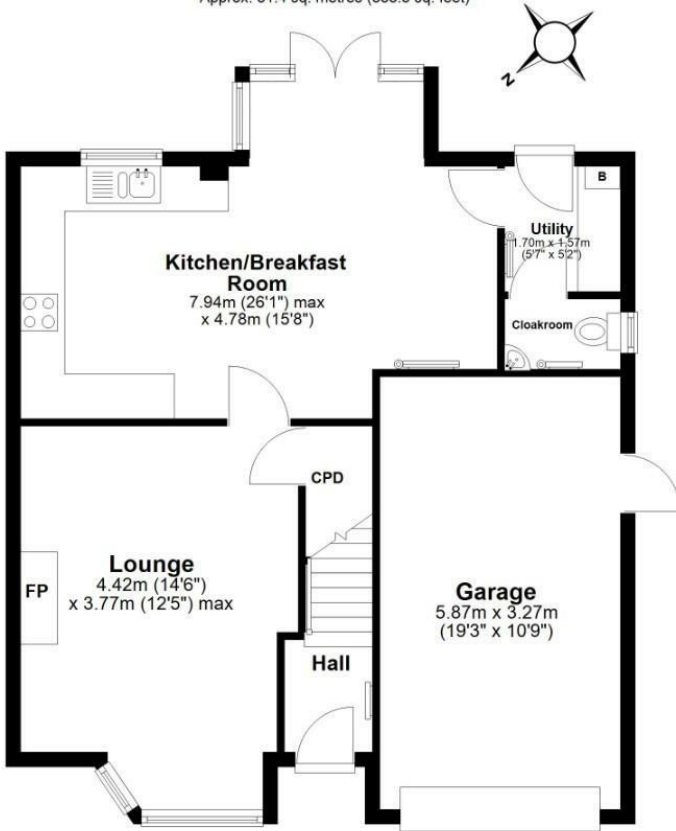 N
B
Utility
1.70m x 1.57m
(5'7" x 5'2")
Kitchen/Breakfast
Room
7.94m (26'1") max
x 4.78m (15'8")
Cloakroom
CPD
Lounge
4.42m (14'6")
x 3.77m (12'5") max
FP
Garage
5.87m x 3.27m
(19'3" x 10'9")
Hall